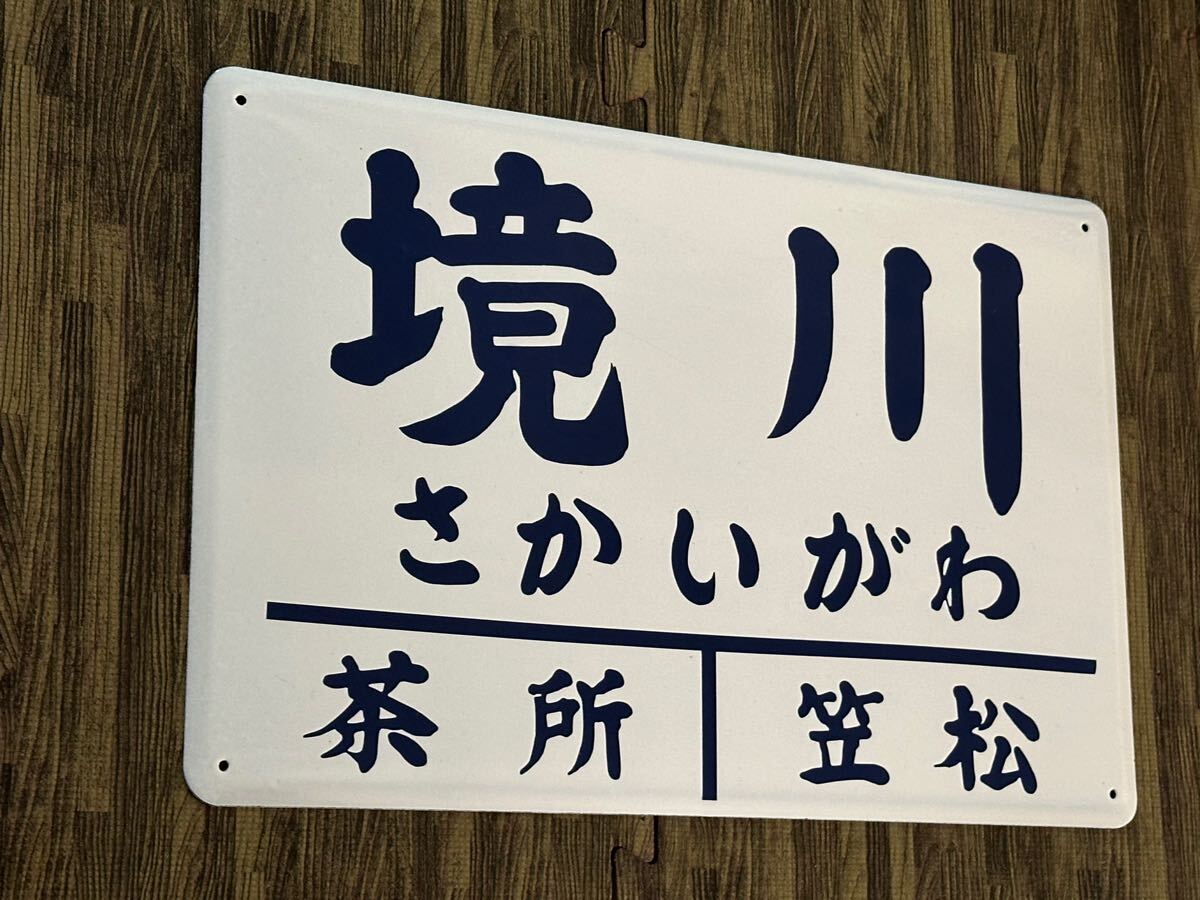 境川
さかいがわ
茶所 笠松